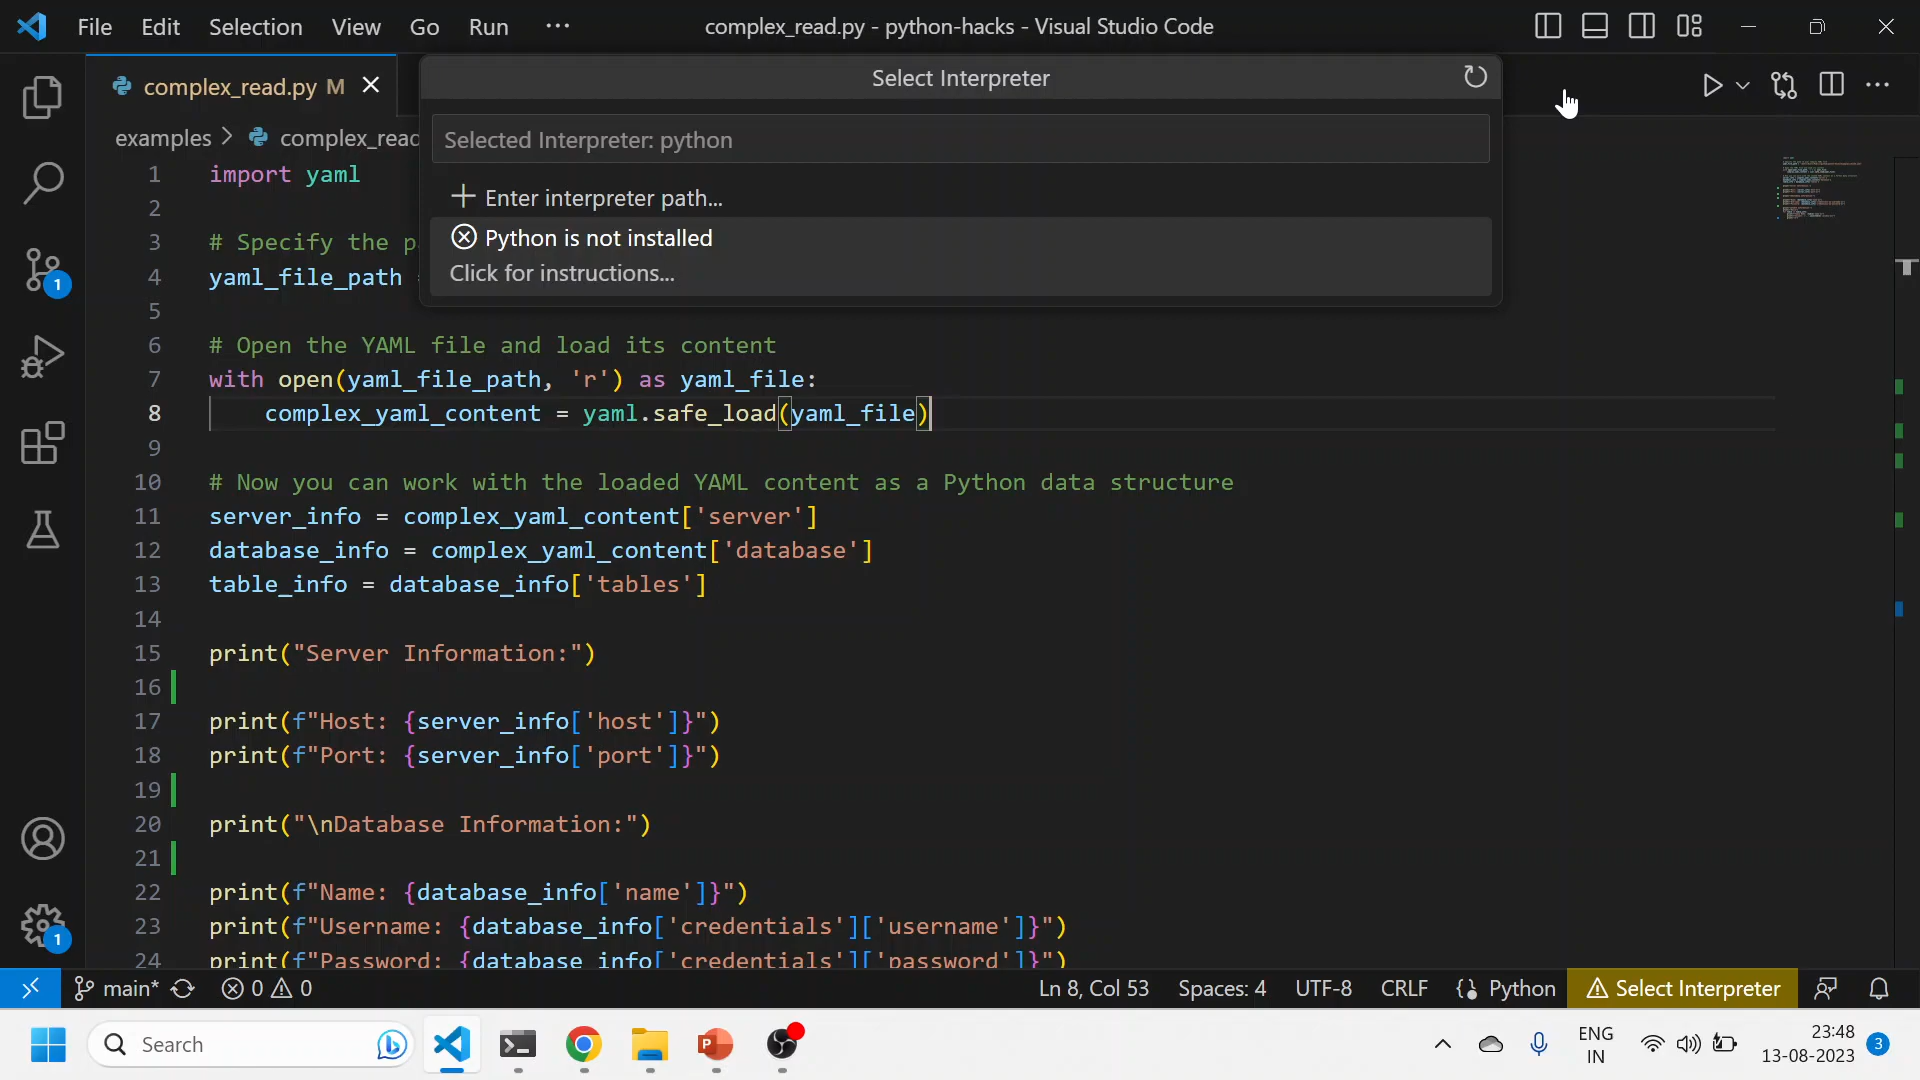 File Edit Selection View Go Run ···
complex_read.py - python-hacks - Visual Studio Code
complex_read.py M
Select Interpreter
Selected Interpreter: python
+ Enter interpreter path...
Python is not installed
Click for instructions...
examples > complex_read
1 import yaml
2
3 # Specify the p
4 yaml_file_path
5
6 # Open the YAML file and load its content
7 with open(yaml_file_path, 'r') as yaml_file:
8 complex_yaml_content = yaml.safe_load(yaml_file)
9
10 # Now you can work with the loaded YAML content as a Python data structure
11 server_info = complex_yaml_content['server']
12 database_info = complex_yaml_content['database']
13 table_info = database_info['tables']
14
15 print("Server Information:")
16
17 print(f"Host: {server_info['host']}")
18 print(f"Port: {server_info['port']}")
19
20 print("\nDatabase Information:")
21
22 print(f"Name: {database_info['name']}")
23 print(f"Username: {database_info['credentials']['username']}")
24 print(f"Password: {database_info['credentials']['password']}")
1
1
main* 0 0 Ln 8, Col 53 Spaces: 4 UTF-8 CRLF {} Python Select Interpreter
Search
ENG
IN
23:48
13-08-2023
3